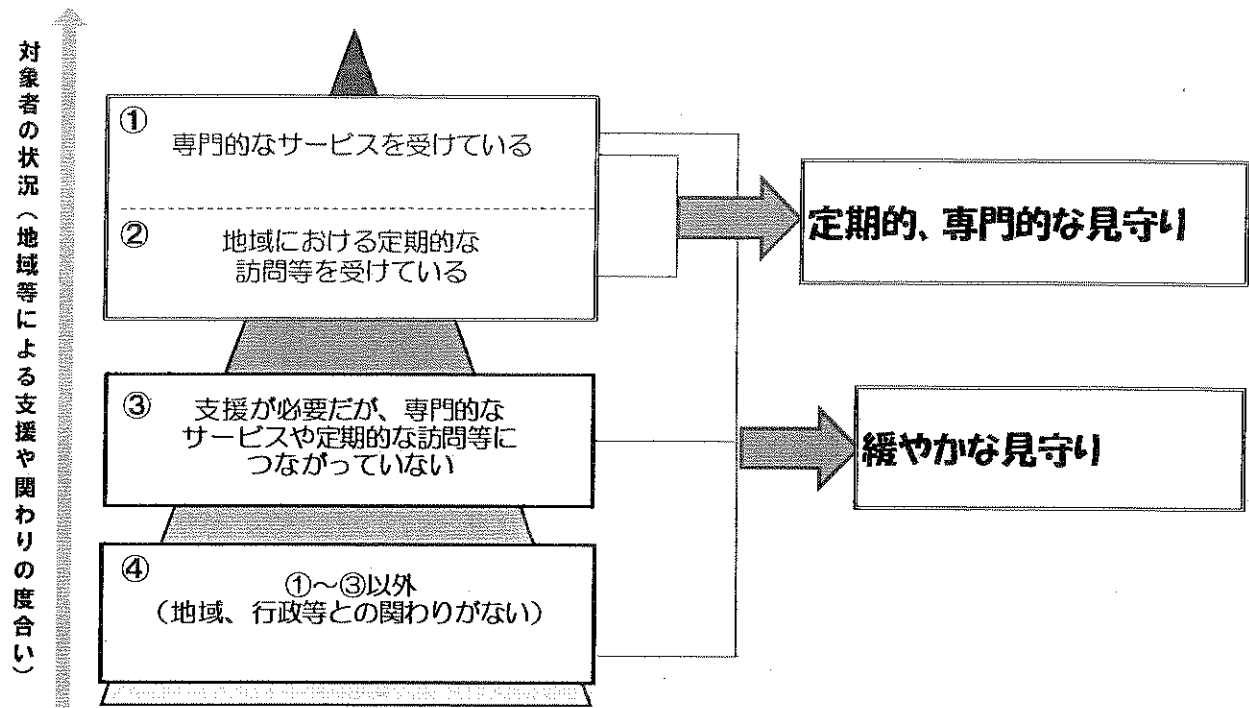 対象者の状況（地域等による支援や関わりの度合い）
①
専門的なサービスを受けている
②
地域における定期的な
訪問等を受けている
③
支援が必要だが、専門的な
サービスや定期的な訪問等に
つながっていない
④
①～③以外
（地域、行政等との関わりがない）
定期的、専門的な見守り
緩やかな見守り